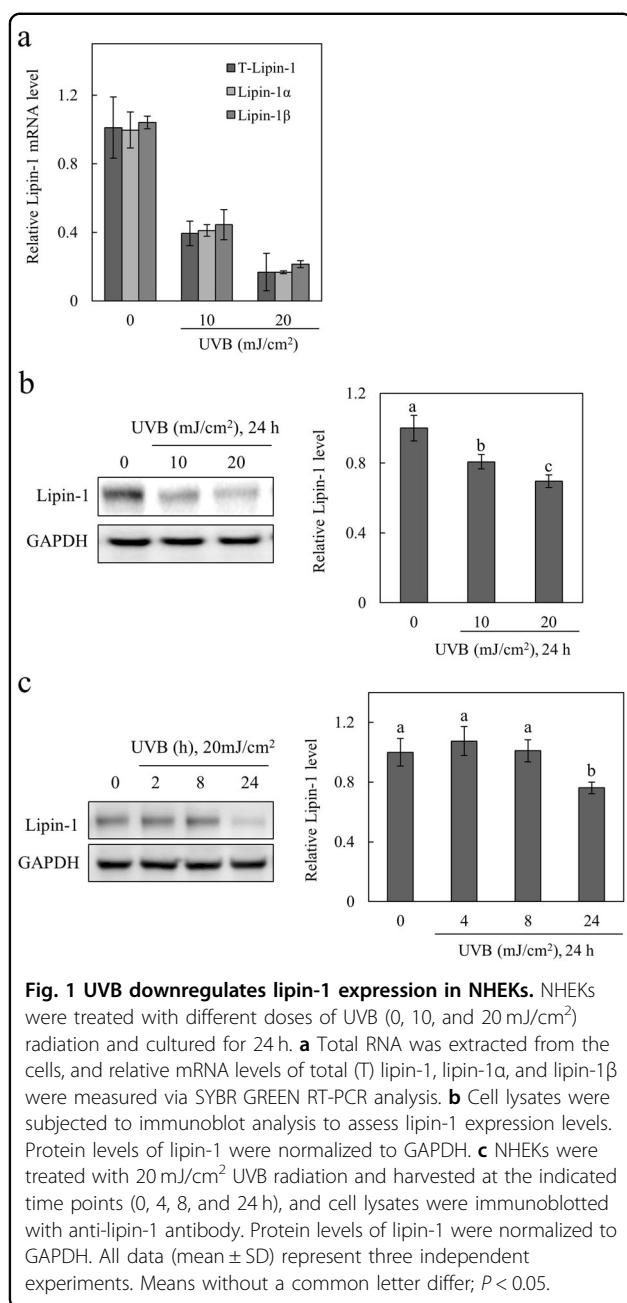 a
T-Lipin-1
Lipin-1α
Lipin-1β
Relative Lipin-1 mRNA level
1.2
0.8
0.4
0
0 10 20
UVB (mJ/cm²)
b
UVB (mJ/cm²), 24 h
0 10 20
Lipin-1
GAPDH
Relative Lipin-1 level
1.2
0.8
0.4
0
a
b
c
0 10 20
UVB (mJ/cm²), 24 h
c
UVB (h), 20mJ/cm²
0 2 8 24
Lipin-1
GAPDH
Relative Lipin-1 level
1.2
0.8
0.4
0
a a a b
0 4 8 24
UVB (mJ/cm²), 24 h
Fig. 1 UVB downregulates lipin-1 expression in NHEKs. NHEKs
were treated with different doses of UVB (0, 10, and 20 mJ/cm²)
radiation and cultured for 24 h. a Total RNA was extracted from the
cells, and relative mRNA levels of total (T) lipin-1, lipin-1α, and lipin-1β
were measured via SYBR GREEN RT-PCR analysis. b Cell lysates were
subjected to immunoblot analysis to assess lipin-1 expression levels.
Protein levels of lipin-1 were normalized to GAPDH. c NHEKs were
treated with 20 mJ/cm² UVB radiation and harvested at the indicated
time points (0, 4, 8, and 24 h), and cell lysates were immunoblotted
with anti-lipin-1 antibody. Protein levels of lipin-1 were normalized to
GAPDH. All data (mean ± SD) represent three independent
experiments. Means without a common letter differ; P < 0.05.